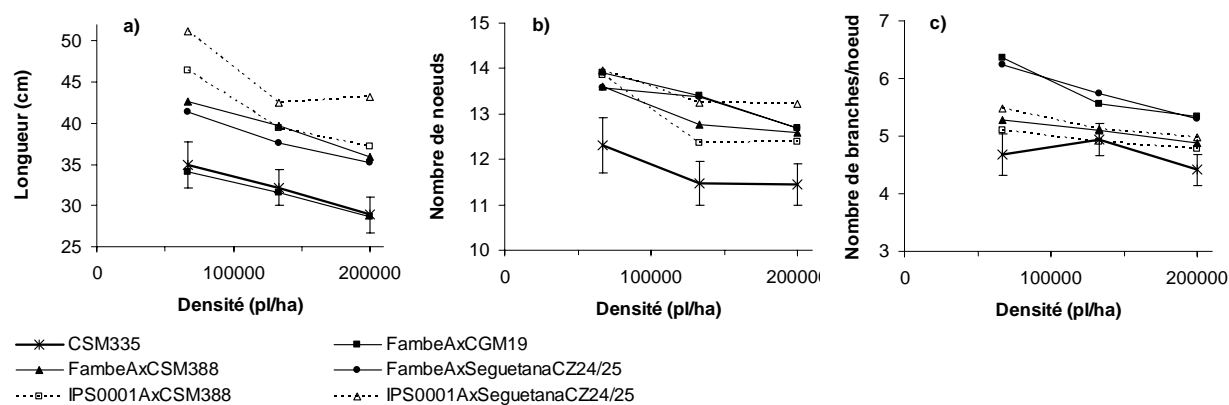 a)
Longueur (cm)
50
45
40
35
30
25
0
100000
200000
Densité (pl/ha)
b)
Nombre de noeuds
15
14
13
12
11
10
0
100000
200000
Densité (pl/ha)
c)
Nombre de branches/noeud
7
6
5
4
3
0
100000
200000
Densité (pl/ha)
CSM335
FambeAxCGM19
FambeAxCSM388
FambeAxSeguetanaCZ24/25
IPS0001AxCSM388
IPS0001AxSeguetanaCZ24/25